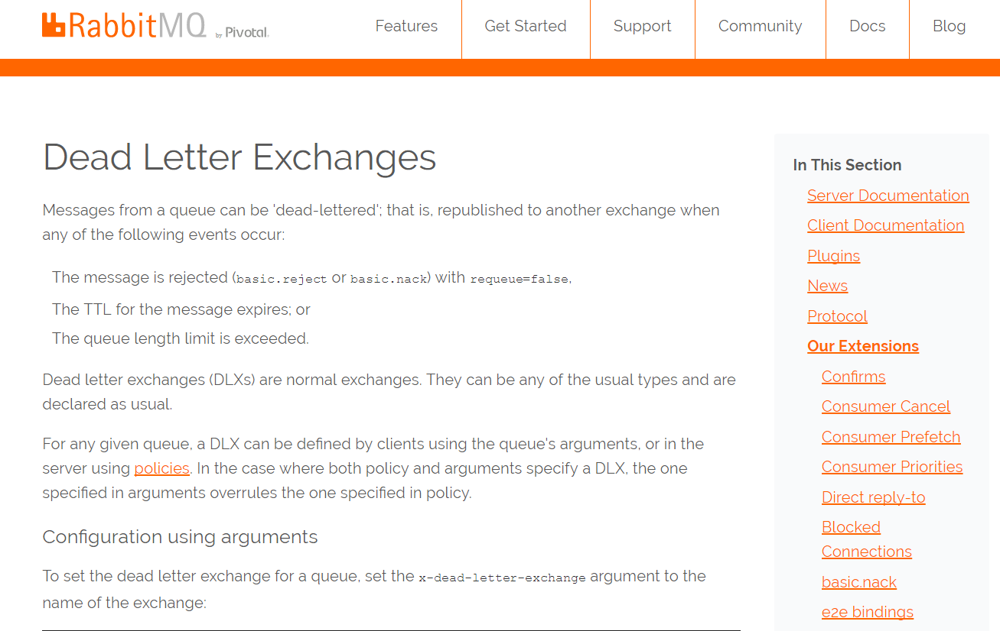 RabbitMQ by Pivotal.
Features
Get Started
Support
Community
Docs
Blog
Dead Letter Exchanges
Messages from a queue can be 'dead-lettered'; that is, republished to another exchange when
any of the following events occur:
The message is rejected (basic.reject or basic.nack) with requeue=false,
The TTL for the message expires; or
The queue length limit is exceeded.
Dead letter exchanges (DLXs) are normal exchanges. They can be any of the usual types and are
declared as usual.
For any given queue, a DLX can be defined by clients using the queue's arguments, or in the
server using policies. In the case where both policy and arguments specify a DLX, the one
specified in arguments overrules the one specified in policy.
Configuration using arguments
To set the dead letter exchange for a queue, set the x-dead-letter-exchange argument to the
name of the exchange:
In This Section
Server Documentation
Client Documentation
Plugins
News
Protocol
Our Extensions
Confirms
Consumer Cancel
Consumer Prefetch
Consumer Priorities
Direct reply-to
Blocked
Connections
basic.nack
e2e bindings